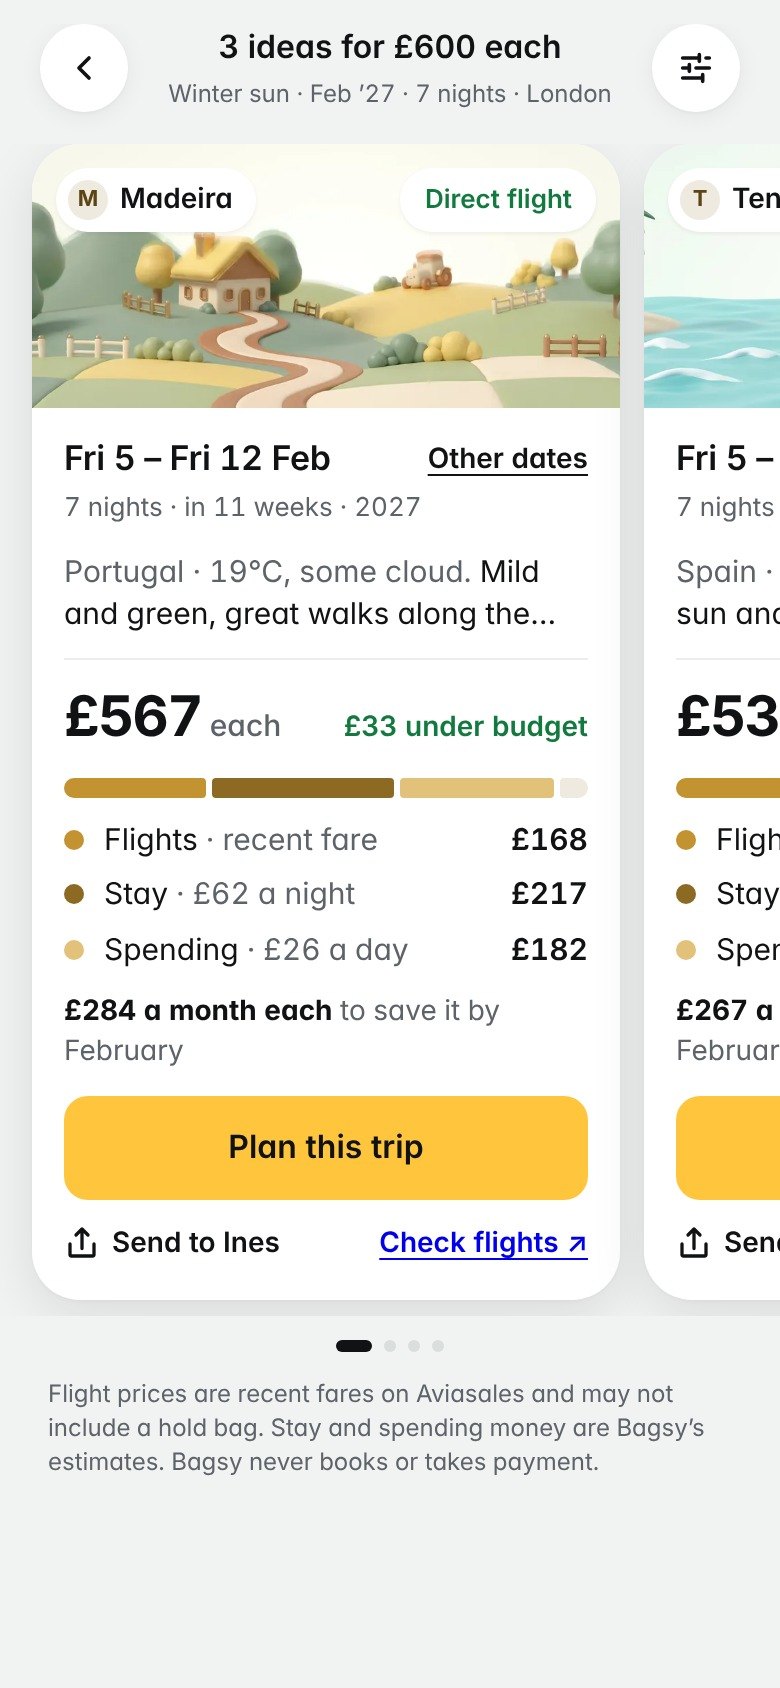 3 ideas for £600 each
Winter sun · Feb ’27 · 7 nights · London
M Madeira
Direct flight
T Ten
Fri 5 – Fri 12 Feb
Other dates
7 nights · in 11 weeks · 2027
Portugal · 19°C, some cloud. Mild
and green, great walks along the...
£567 each
£33 under budget
Flights · recent fare £168
Stay · £62 a night £217
Spending · £26 a day £182
£284 a month each to save it by
February
Plan this trip
Send to Ines
Check flights ↗
Fri 5 –
7 nights
Spain ·
sun and
£53
Fligh
Stay
Spen
£267 a
Februar
Send
Flight prices are recent fares on Aviasales and may not
include a hold bag. Stay and spending money are Bagsy’s
estimates. Bagsy never books or takes payment.